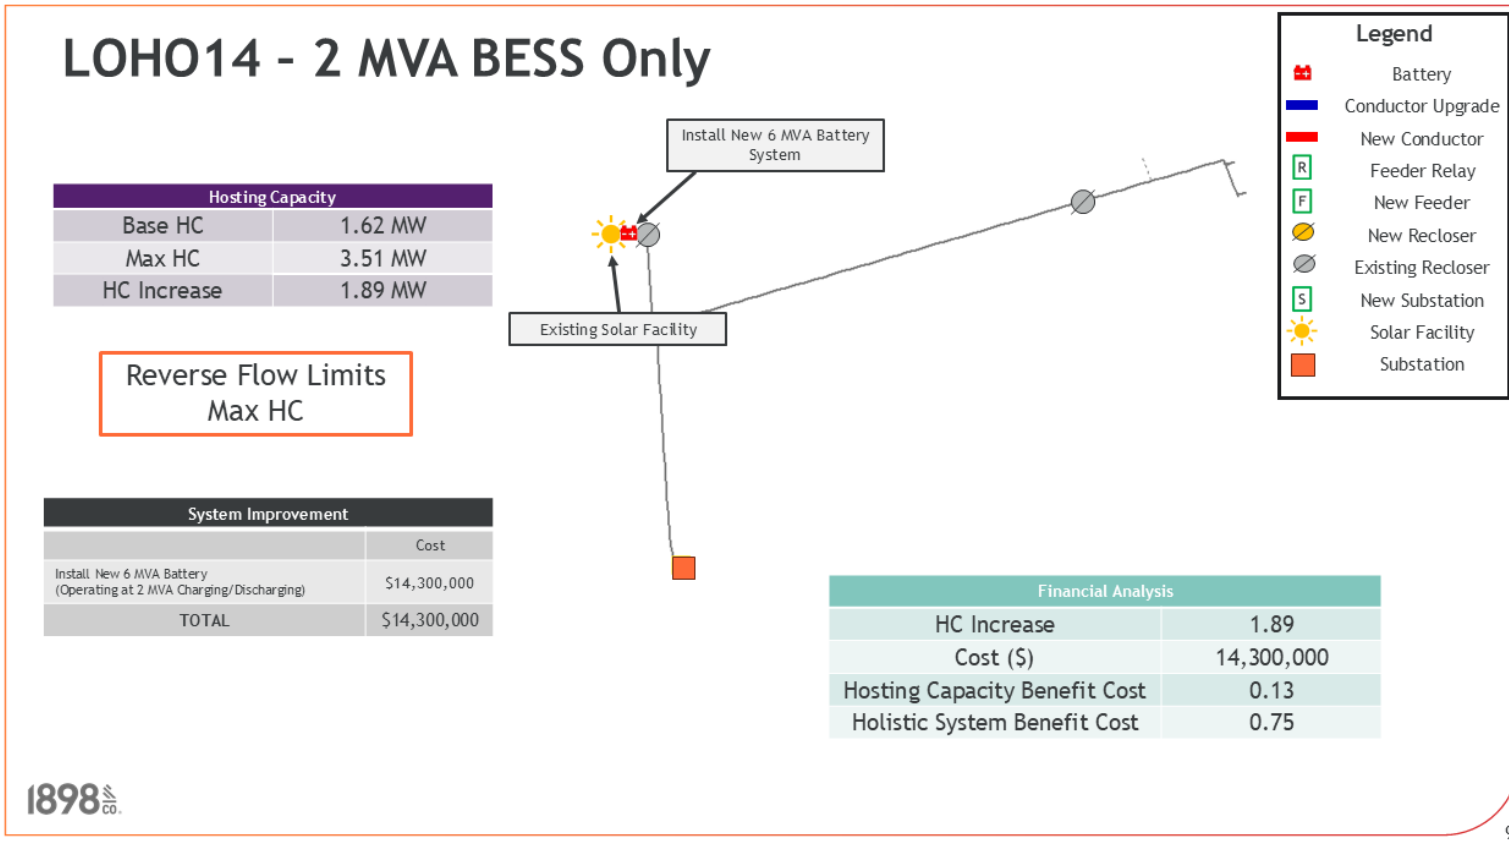 LOHO14 – 2 MVA BESS Only
Install New 6 MVA Battery
System
Existing Solar Facility
Hosting Capacity
Base HC 1.62 MW
Max HC 3.51 MW
HC Increase 1.89 MW
Reverse Flow Limits
Max HC
System Improvement
Cost
Install New 6 MVA Battery
(Operating at 2 MVA Charging/Discharging) $14,300,000
TOTAL $14,300,000
Legend
Battery
Conductor Upgrade
New Conductor
R Feeder Relay
F New Feeder
New Recloser
Existing Recloser
S New Substation
Solar Facility
Substation
Financial Analysis
HC Increase 1.89
Cost ($) 14,300,000
Hosting Capacity Benefit Cost 0.13
Holistic System Benefit Cost 0.75
1898 & CO.